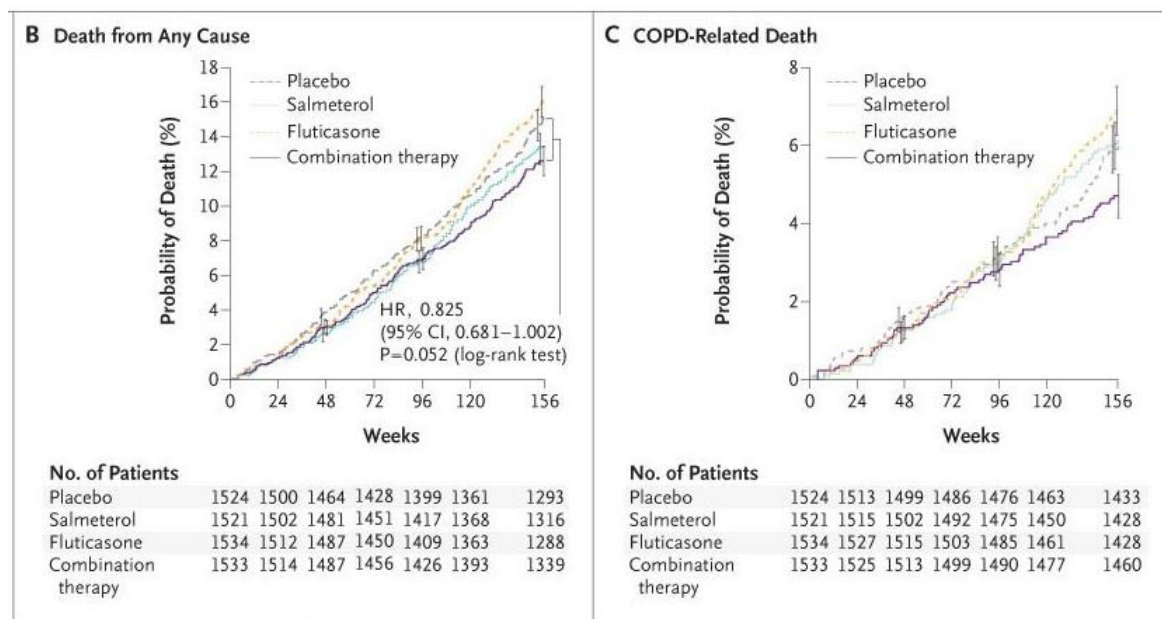 B Death from Any Cause
18
16
14
12
10
8
6
4
2
0
Probability of Death (%)
Placebo
Salmeterol
Fluticasone
Combination therapy
HR, 0.825
(95% CI, 0.681–1.002)
P=0.052 (log-rank test)
0 24 48 72 96 120 156
Weeks
No. of Patients
Placebo 1524 1500 1464 1428 1399 1361 1293
Salmeterol 1521 1502 1481 1451 1417 1368 1316
Fluticasone 1534 1512 1487 1450 1409 1363 1288
Combination 1533 1514 1487 1456 1426 1393 1339
therapy
C COPD-Related Death
8
6
4
2
0
Probability of Death (%)
Placebo
Salmeterol
Fluticasone
Combination therapy
0 24 48 72 96 120 156
Weeks
No. of Patients
Placebo 1524 1513 1499 1486 1476 1463 1433
Salmeterol 1521 1515 1502 1492 1475 1450 1428
Fluticasone 1534 1527 1515 1503 1485 1461 1428
Combination 1533 1525 1513 1499 1490 1477 1460
therapy